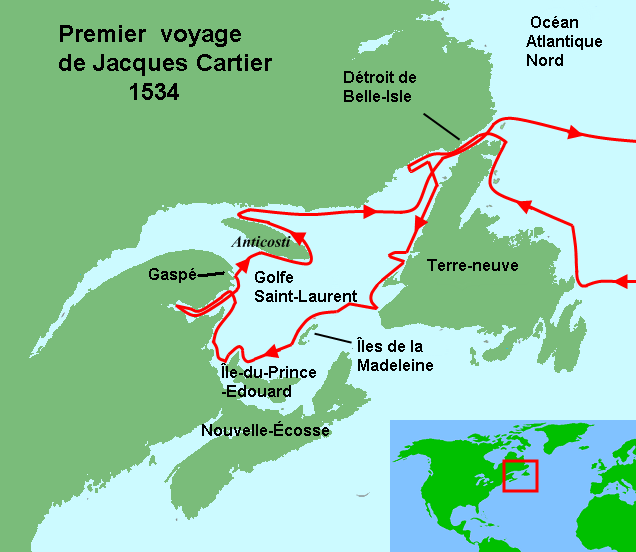 Premier voyage
de Jacques Cartier
1534
Océan
Atlantique
Nord
Détroit de
Belle-Isle
Anticosti
Gaspé
Golfe
Saint-Laurent
Terre-neuve
Îles de la
Madeleine
Île-du-Prince
-Edouard
Nouvelle-Écosse